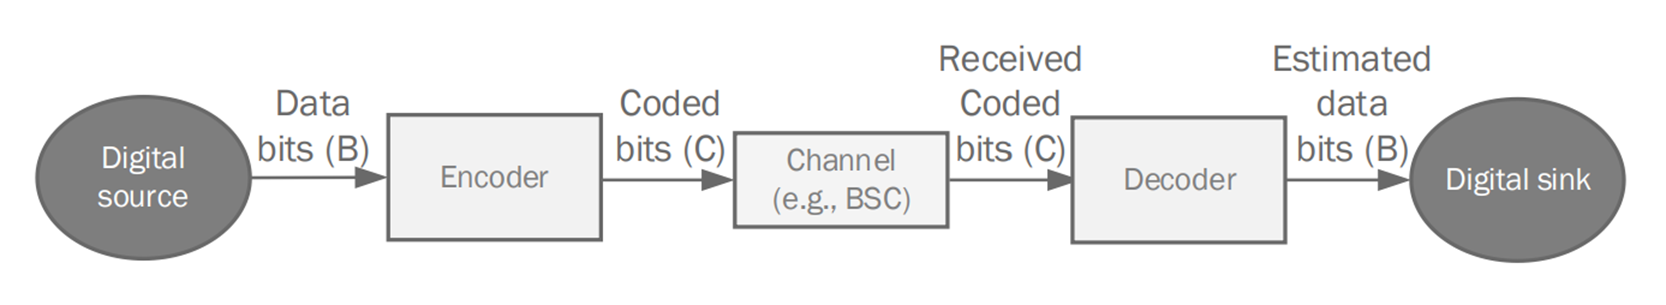 Digital
source
Data
bits (B)
Encoder
Coded
bits (C)
Channel
(e.g., BSC)
Received
Coded
bits (C)
Decoder
Estimated
data
bits (B)
Digital sink